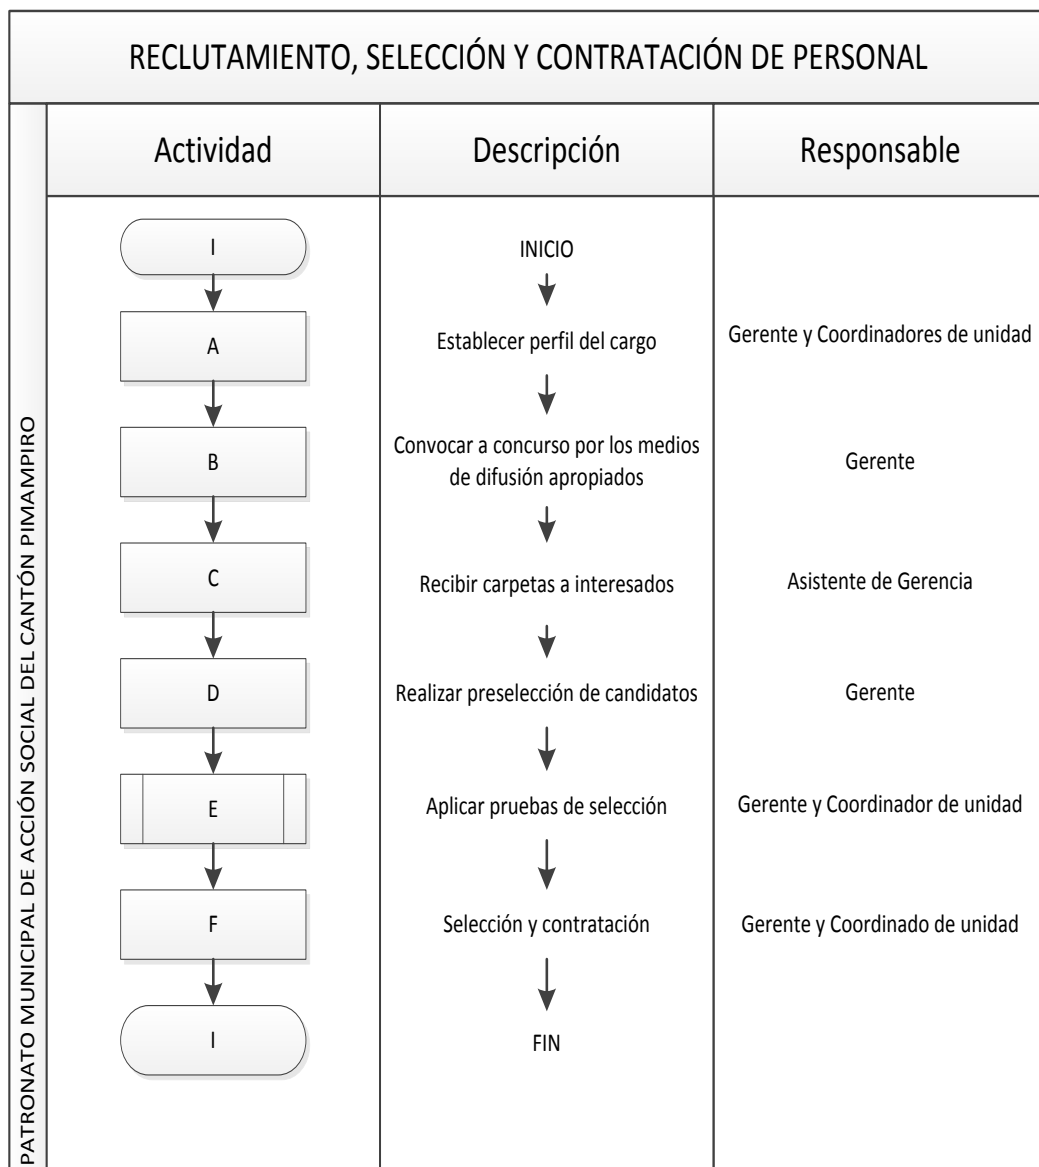 RECLUTAMIENTO, SELECCIÓN Y CONTRATACIÓN DE PERSONAL
PATRONATO MUNICIPAL DE ACCIÓN SOCIAL DEL CANTÓN PIMAMPIRO
Actividad
Descripción
Responsable
I
INICIO
A
Establecer perfil del cargo
Gerente y Coordinadores de unidad
B
Convocar a concurso por los medios
de difusión apropiados
Gerente
C
Recibir carpetas a interesados
Asistente de Gerencia
D
Realizar preselección de candidatos
Gerente
E
Aplicar pruebas de selección
Gerente y Coordinador de unidad
F
Selección y contratación
Gerente y Coordinado de unidad
I
FIN